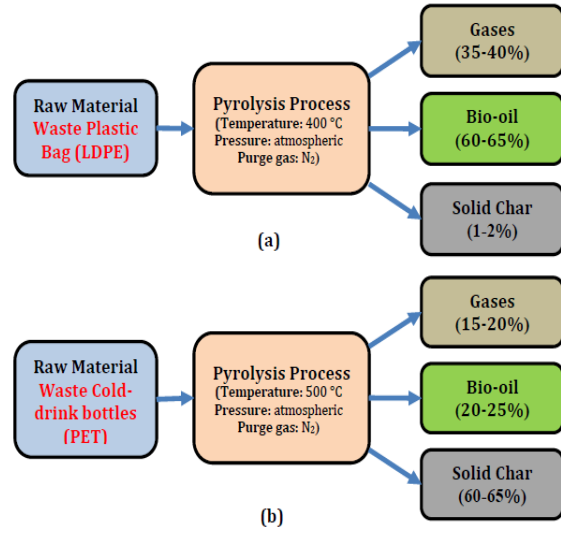 Raw Material
Waste Plastic
Bag (LDPE)
Pyrolysis Process
(Temperature: 400 °C
Pressure: atmospheric
Purge gas: N₂)
Gases
(35-40%)
Bio-oil
(60-65%)
Solid Char
(1-2%)
(a)
Raw Material
Waste Cold-
drink bottles
(PET)
Pyrolysis Process
(Temperature: 500 °C
Pressure: atmospheric
Purge gas: N₂)
Gases
(15-20%)
Bio-oil
(20-25%)
Solid Char
(60-65%)
(b)